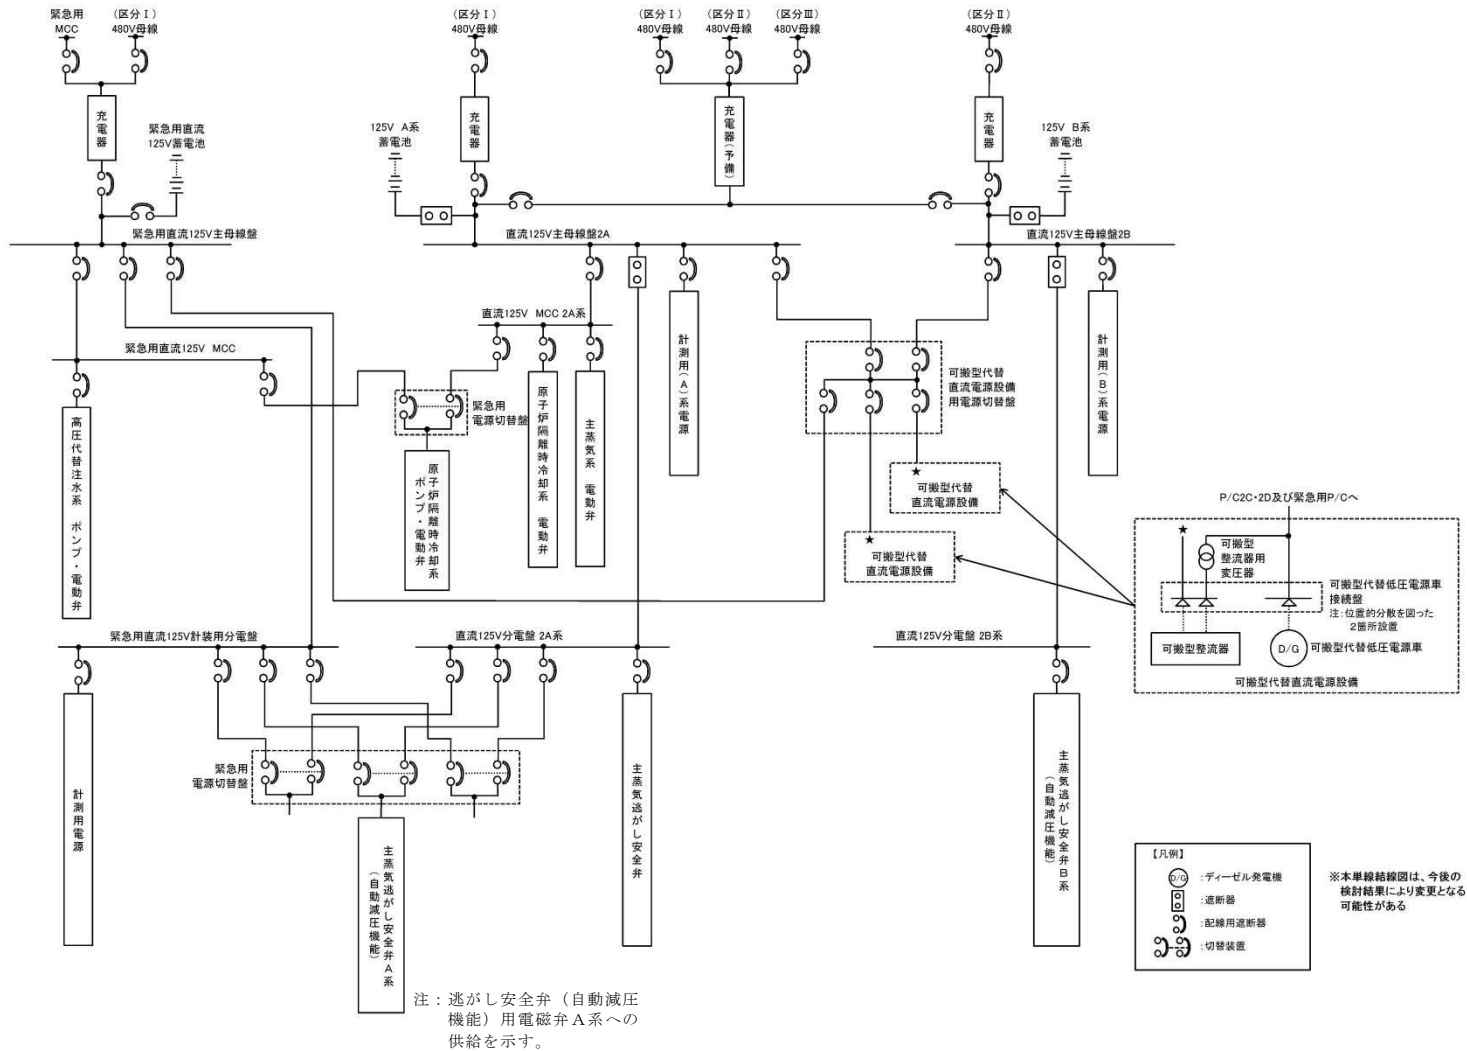 緊急用
MCC
(区分Ⅰ)
480V母線
(区分Ⅰ)
480V母線
(区分Ⅰ)
480V母線
(区分Ⅱ)
480V母線
(区分Ⅲ)
480V母線
(区分Ⅱ)
480V母線
充電器
緊急用直流
125V蓄電池
125V A系
蓄電池
充電器
充電器(予備)
充電器
125V B系
蓄電池
緊急用直流125V主母線盤
直流125V主母線盤2A
直流125V主母線盤2B
直流125V MCC 2A系
緊急用直流125V MCC
計測用(A)系電源
計測用(B)系電源
可搬型代替
直流電源設備
用電源切替盤
緊急用
電源切替盤
高圧代替注水系 ポンプ・電動弁
原子炉隔離時冷却系
ポンプ・電動弁
原子炉隔離時冷却系 電動弁
主蒸気系 電動弁
★
可搬型代替
直流電源設備
★
可搬型代替
直流電源設備
P/C2C・2D及び緊急用P/Cへ
★
可搬型
整流器用
変圧器
可搬型代替低圧電源車
接続盤
注:位置的分散を図った
2箇所設置
可搬型整流器
D/G
可搬型代替低圧電源車
可搬型代替直流電源設備
緊急用直流125V計装用分電盤
直流125V分電盤 2A系
直流125V分電盤 2B系
緊急用
電源切替盤
計測用電源
主蒸気逃がし安全弁A系
(自動減圧機能)
主蒸気逃がし安全弁
主蒸気逃がし安全弁B系
(自動減圧機能)
【凡例】
D/G :ディーゼル発電機
:遮断器
:配線用遮断器
:切替装置
※本単線結線図は、今後の
検討結果により変更となる
可能性がある
注:逃がし安全弁(自動減圧
機能)用電磁弁A系への
供給を示す。